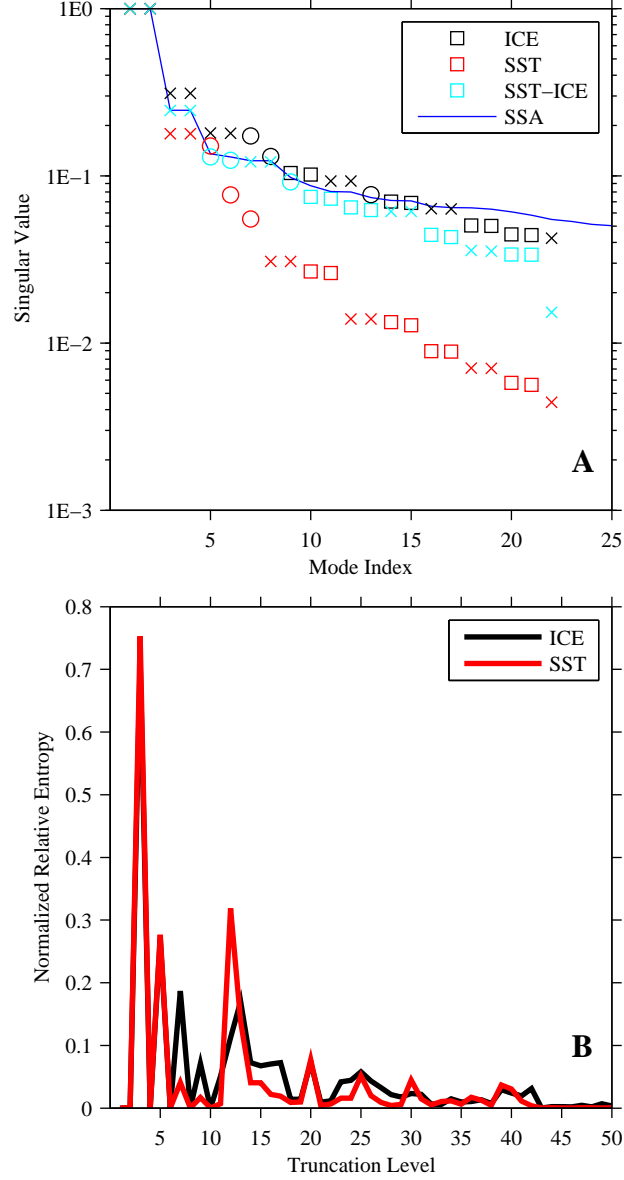 1E0
1E−1
1E−2
1E−3
Singular Value
ICE
SST
SST−ICE
SSA
A
5 10 15 20 25
Mode Index
0.8
0.7
0.6
0.5
0.4
0.3
0.2
0.1
0
Normalized Relative Entropy
ICE
SST
B
5 10 15 20 25 30 35 40 45 50
Truncation Level